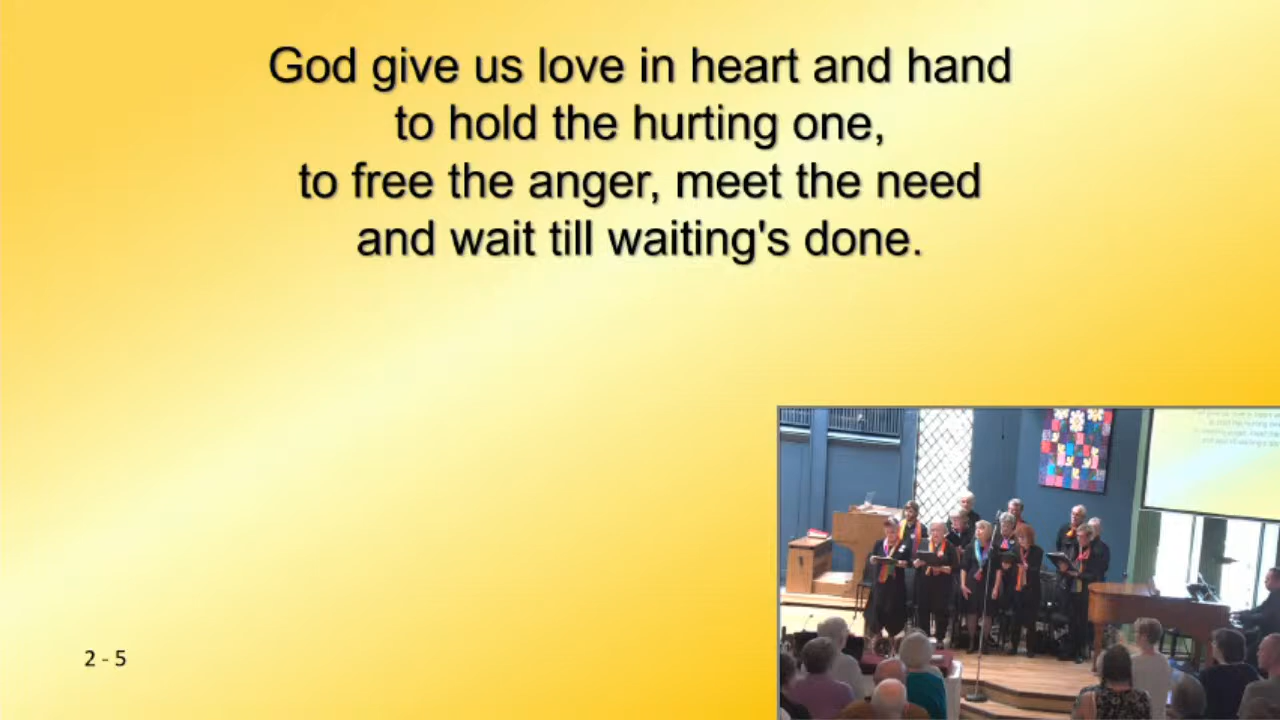 God give us love in heart and hand
to hold the hurting one,
to free the anger, meet the need
and wait till waiting's done.
2 - 5